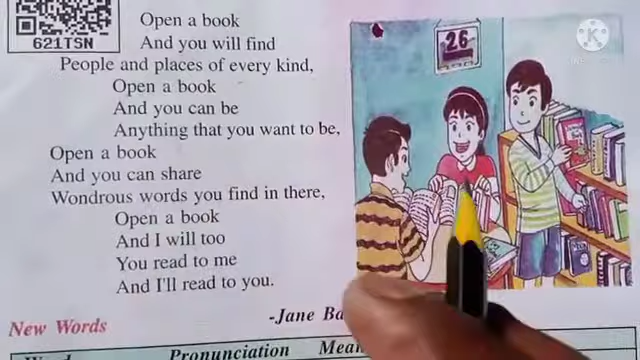 621TSN
Open a book
And you will find
People and places of every kind,
Open a book
And you can be
Anything that you want to be,
Open a book
And you can share
Wondrous words you find in there,
Open a book
And I will too
You read to me
And I'll read to you.
-Jane
New Words
Pronunciation
26
K